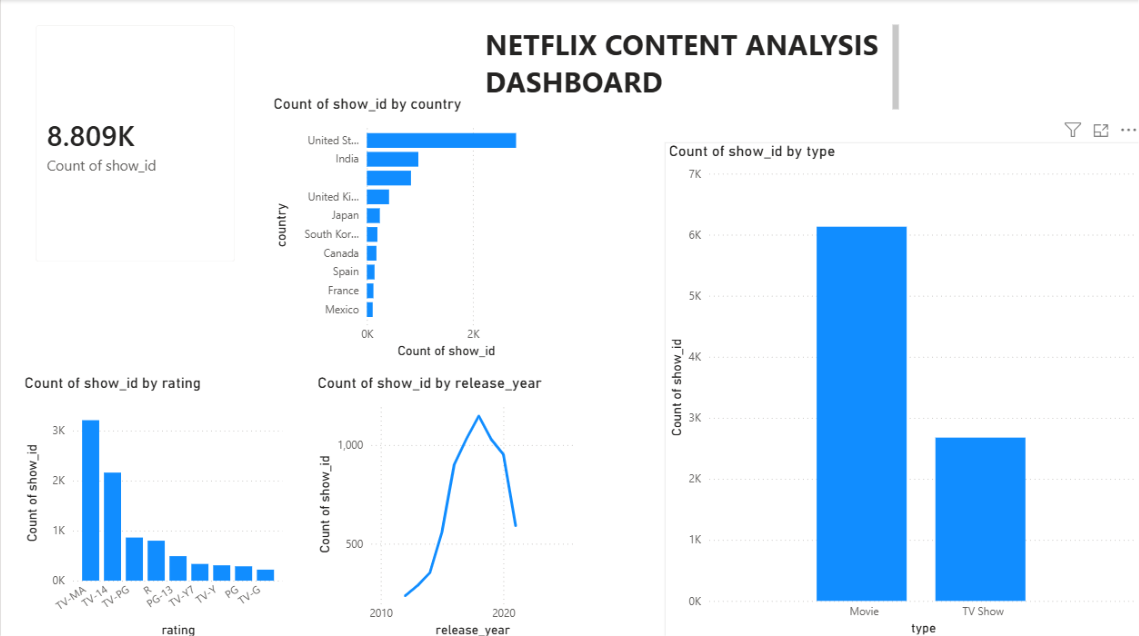 NETFLIX CONTENT ANALYSIS
DASHBOARD
8.809K
Count of show_id
Count of show_id by country
country
United St...
India
United Ki...
Japan
South Kor...
Canada
Spain
France
Mexico
0K 2K
Count of show_id
Count of show_id by type
Count of show_id
7K
6K
5K
4K
3K
2K
1K
0K
Movie TV Show
type
Count of show_id by rating
Count of show_id
3K
2K
1K
0K
TV-MA TV-14 TV-PG R PG-13 TV-Y7 TV-Y PG TV-G
rating
Count of show_id by release_year
Count of show_id
1,000
500
2010 2020
release_year